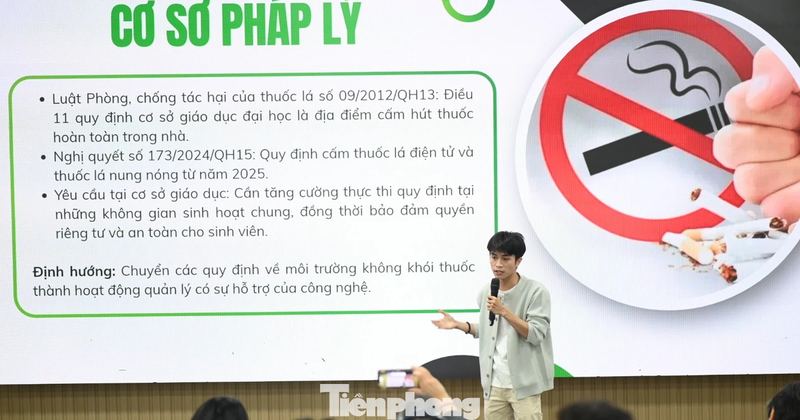 CƠ SỞ PHÁP LÝ
• Luật Phòng, chống tác hại của thuốc lá số 09/2012/QH13: Điều
11 quy định cơ sở giáo dục đại học là địa điểm cấm hút thuốc
hoàn toàn trong nhà.
• Nghị quyết số 173/2024/QH15: Quy định cấm thuốc lá điện tử và
thuốc lá nung nóng từ năm 2025.
• Yêu cầu tại cơ sở giáo dục: Cần tăng cường thực thi quy định tại
những không gian sinh hoạt chung, đồng thời bảo đảm quyền
riêng tư và an toàn cho sinh viên.
Định hướng: Chuyển các quy định về môi trường không khói thuốc
thành hoạt động quản lý có sự hỗ trợ của công nghệ.
Tiền phong